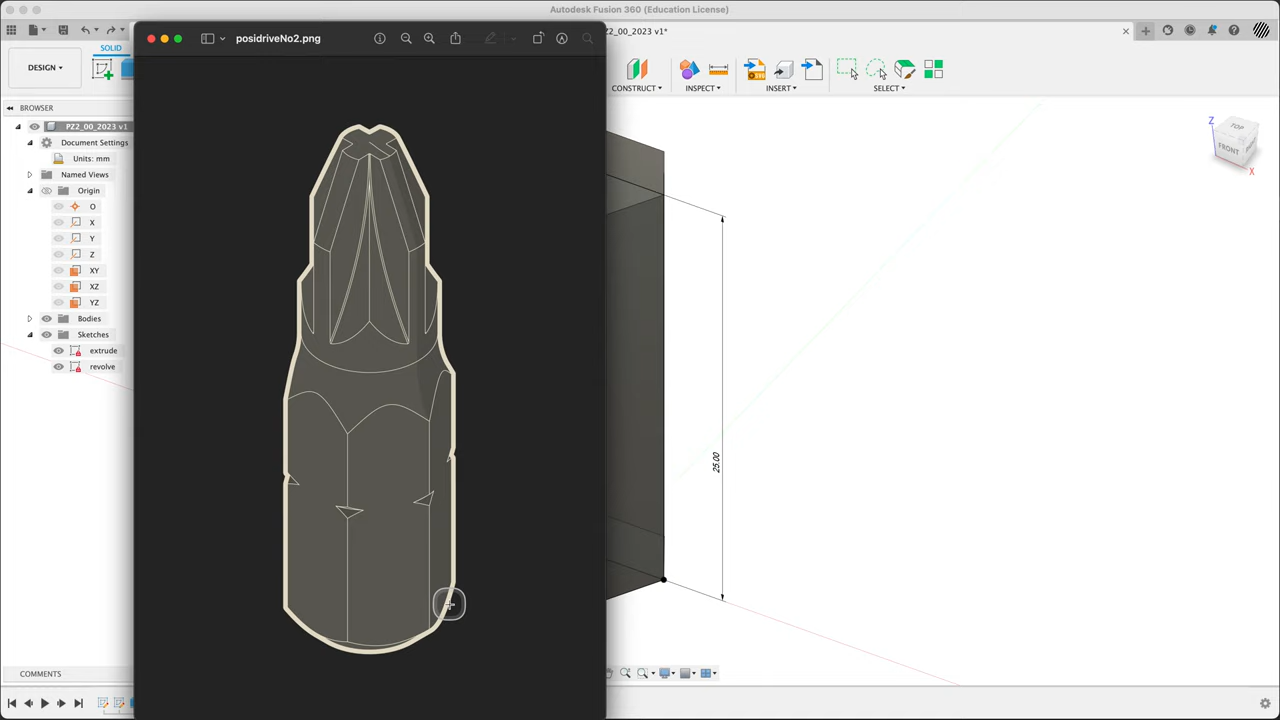 Autodesk Fusion 360 (Education License)
posidriveNo2.png
PZ2_00_2023 v1*
SOLID
DESIGN
CONSTRUCT
INSPECT
INSERT
SELECT
BROWSER
PZ2_00_2023 v1
Document Settings
Units: mm
Named Views
Origin
O
X
Y
Z
XY
XZ
YZ
Bodies
Sketches
extrude
revolve
Z
TOP
FRONT
X
25.00
COMMENTS